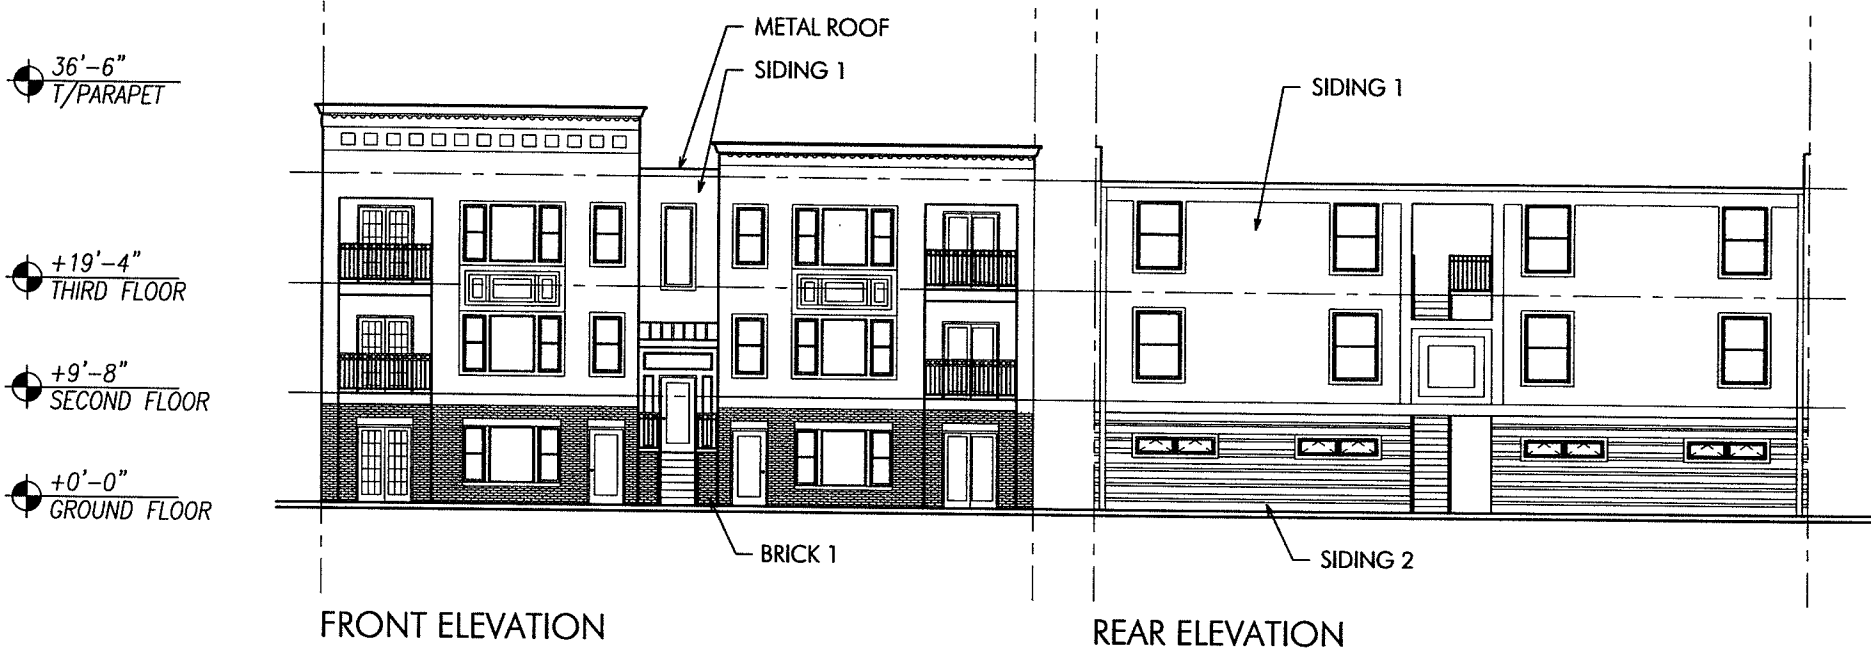 METAL ROOF
SIDING 1
36'-6"
T/PARAPET
SIDING 1
+19'-4"
THIRD FLOOR
+9'-8"
SECOND FLOOR
+0'-0"
GROUND FLOOR
BRICK 1
SIDING 2
FRONT ELEVATION
REAR ELEVATION